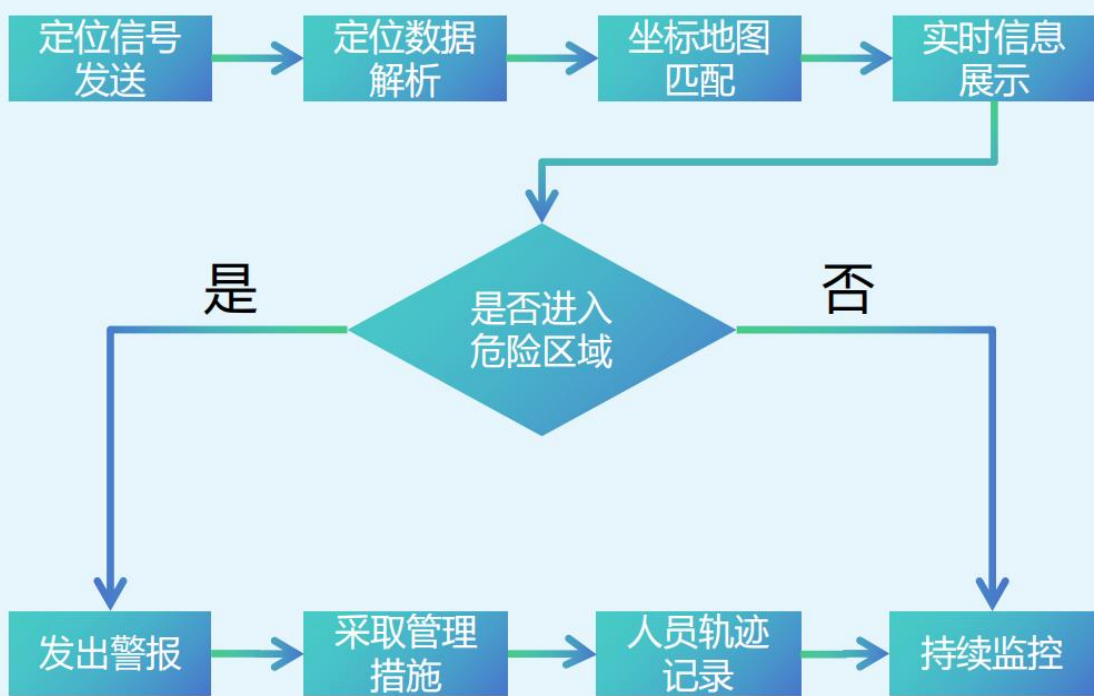 定位信号
发送
定位数据
解析
坐标地图
匹配
实时信息
展示
是
否
是否进入
危险区域
发出警报
采取管理
措施
人员轨迹
记录
持续监控